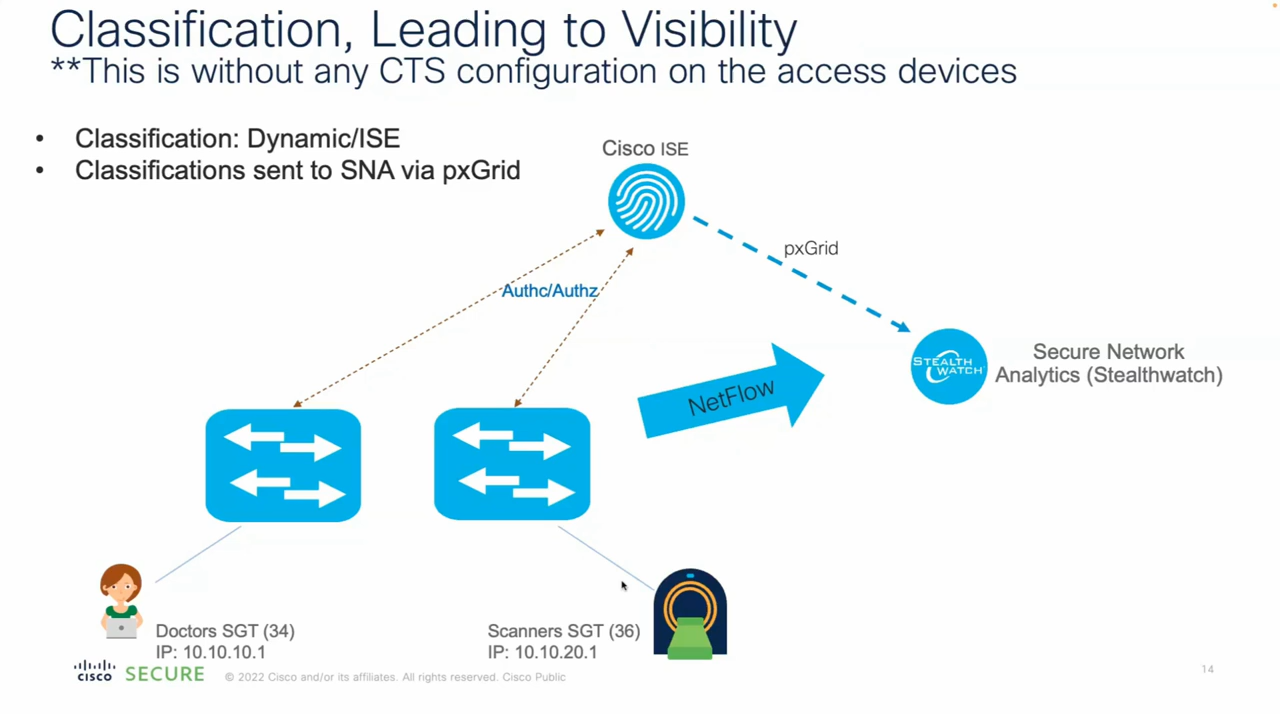 Classification, Leading to Visibility
**This is without any CTS configuration on the access devices
• Classification: Dynamic/ISE
• Classifications sent to SNA via pxGrid
Cisco ISE
pxGrid
Authc/Authz
Secure Network
Analytics (Stealthwatch)
STEALTH
WATCH
NetFlow
Doctors SGT (34)
IP: 10.10.10.1
Scanners SGT (36)
IP: 10.10.20.1
CISCO SECURE © 2022 Cisco and/or its affiliates. All rights reserved. Cisco Public
14